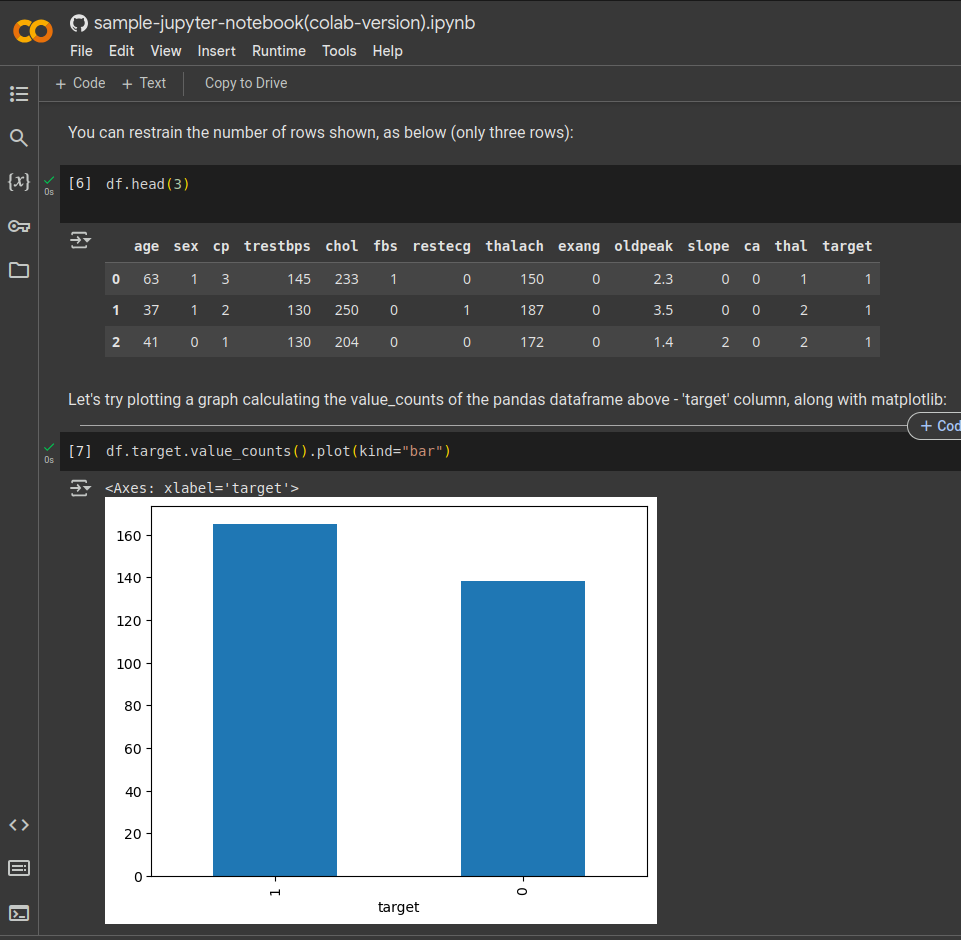 sample-jupyter-notebook(colab-version).ipynb
File Edit View Insert Runtime Tools Help
+ Code + Text Copy to Drive
You can restrain the number of rows shown, as below (only three rows):
{x}
0s
[6] df.head(3)
age sex cp trestbps chol fbs restecg thalach exang oldpeak slope ca thal target
0 63 1 3 145 233 1 0 150 0 2.3 0 0 1 1
1 37 1 2 130 250 0 1 187 0 3.5 0 0 2 1
2 41 0 1 130 204 0 0 172 0 1.4 2 0 2 1
Let's try plotting a graph calculating the value_counts of the pandas dataframe above - 'target' column, along with matplotlib:
+ Cod
0s
[7] df.target.value_counts().plot(kind="bar")
<Axes: xlabel='target'>
160
140
120
100
80
60
40
20
0
1 0
target